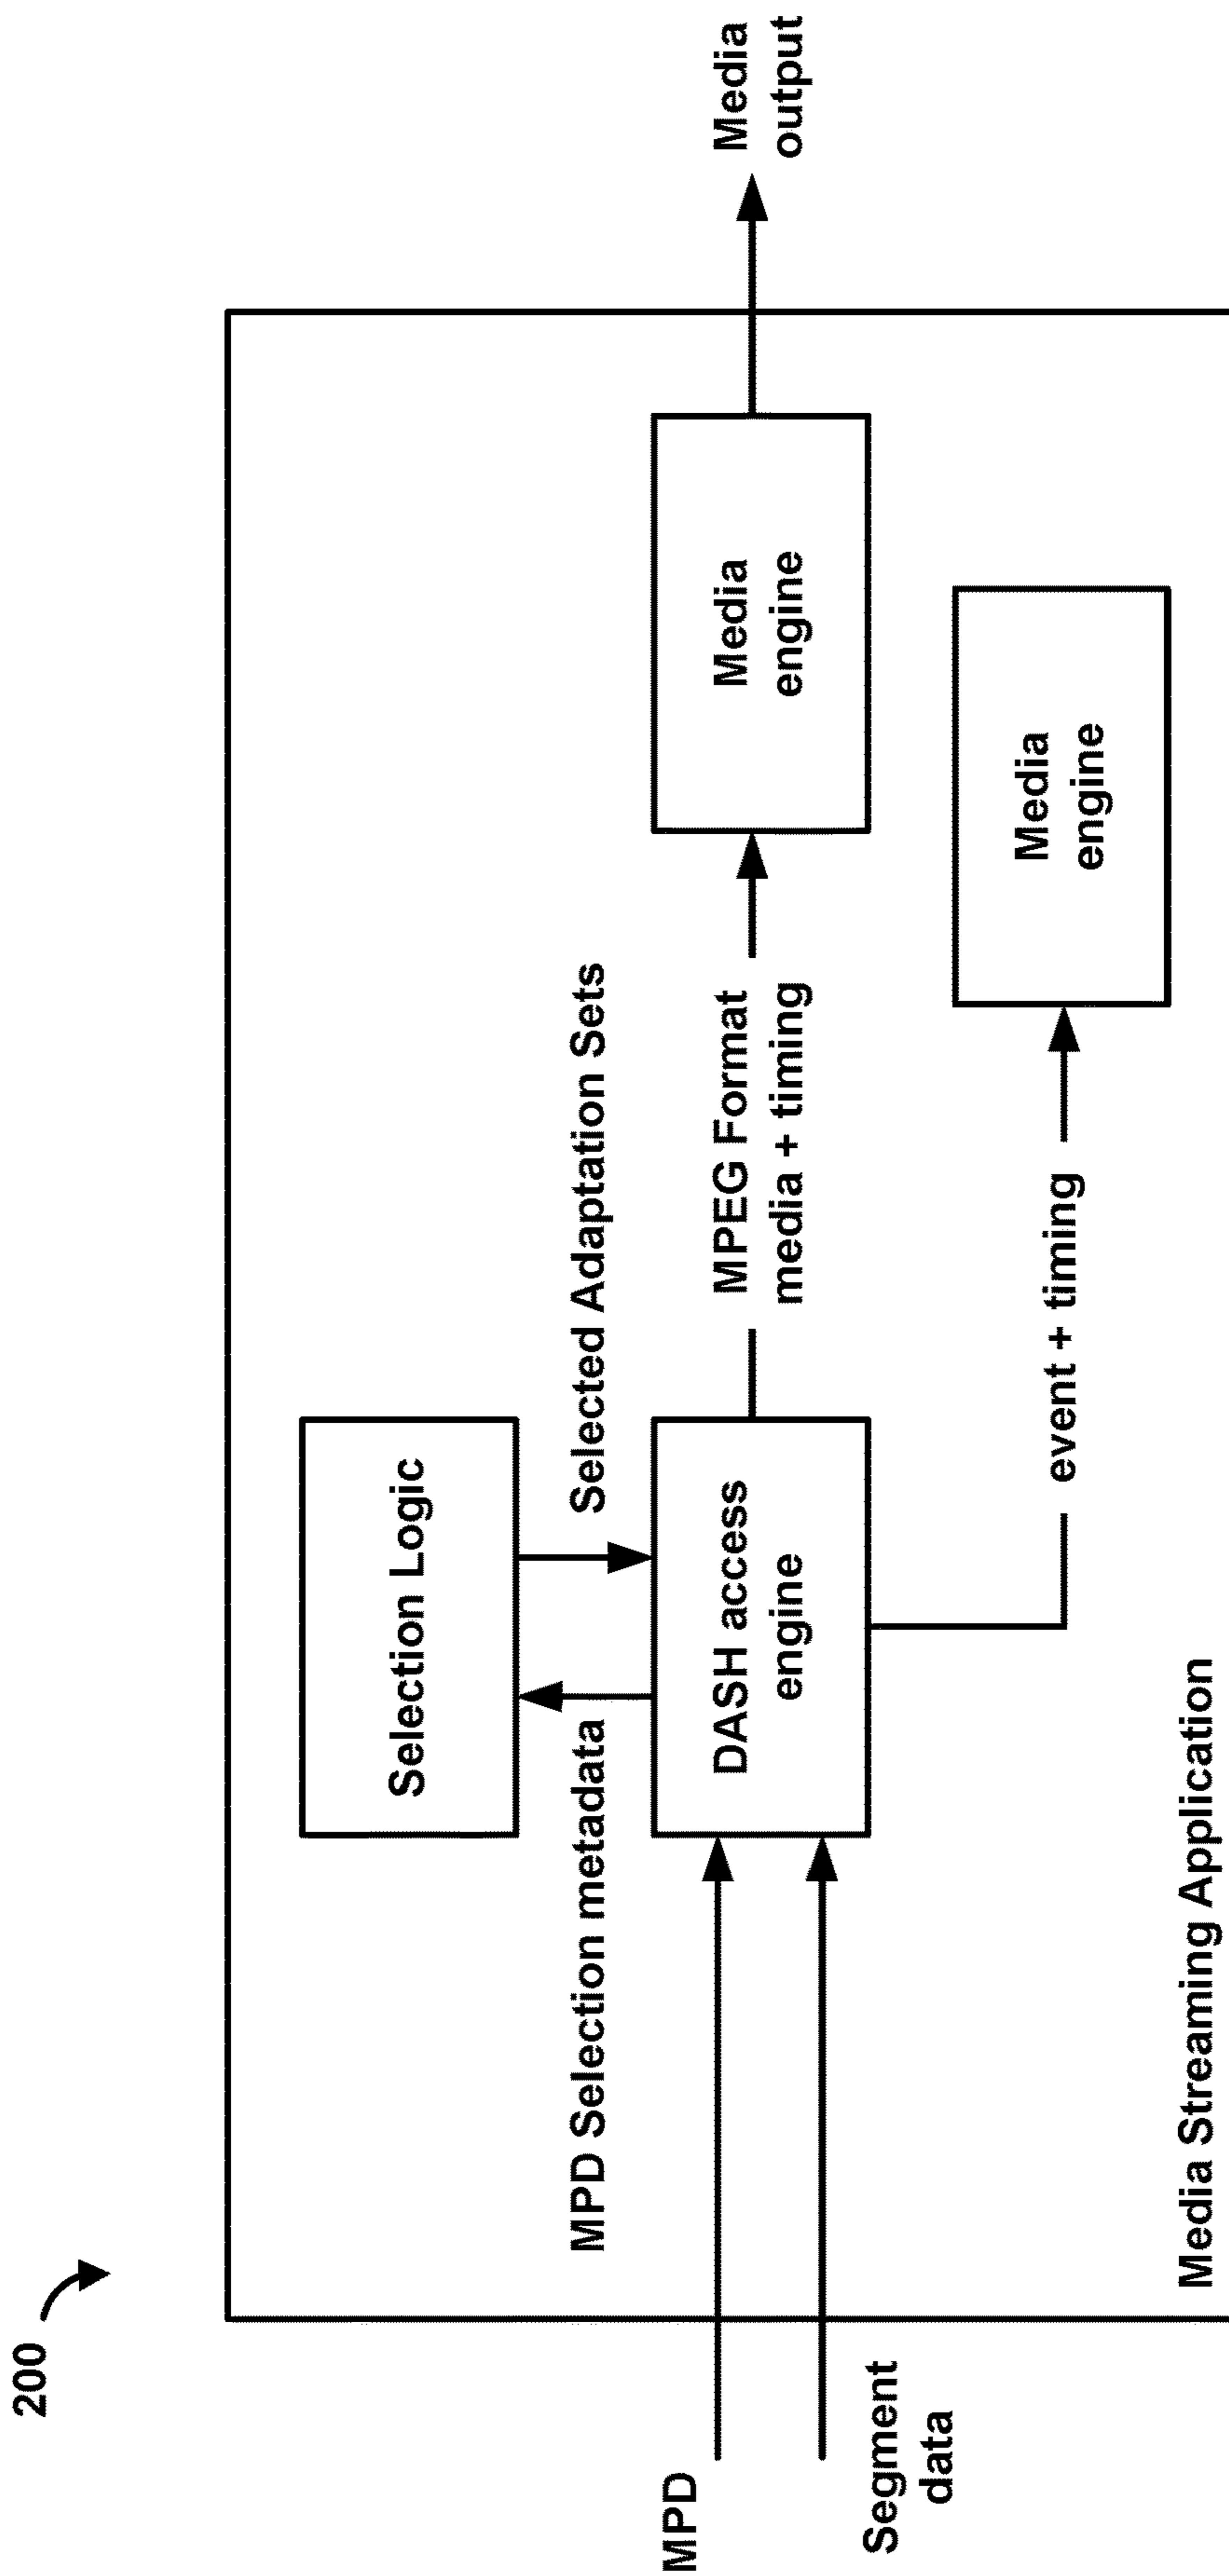 200
Selection Logic
MPD Selection metadata
Selected Adaptation Sets
MPD
Segment
data
DASH access
engine
MPEG Format
media + timing
Media
engine
Media
output
event + timing
Media
engine
Media Streaming Application